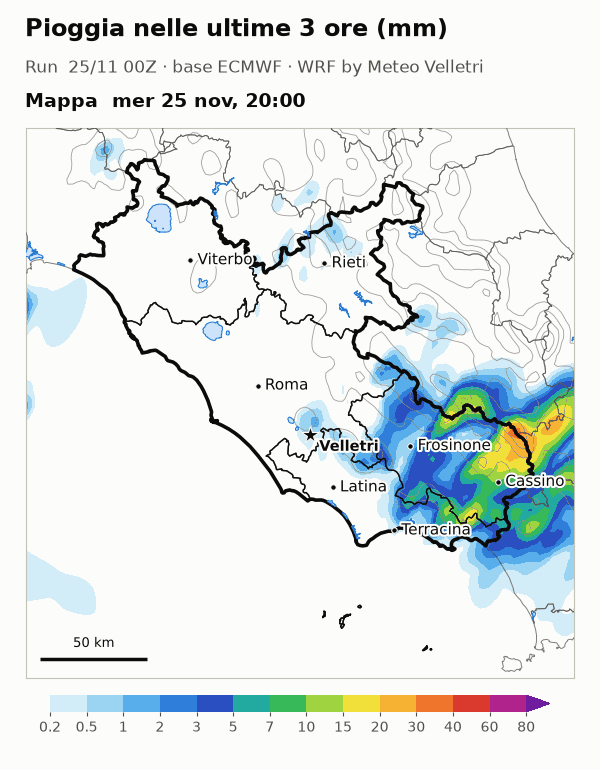 Pioggia nelle ultime 3 ore (mm)
Run  25/11 00Z · base ECMWF · WRF by Meteo Velletri
Mappa  mer 25 nov, 20:00
Viterbo
Rieti
Roma
Velletri
Frosinone
Latina
Cassino
Terracina
50 km
0.2 0.5 1 2 3 5 7 10 15 20 30 40 60 80